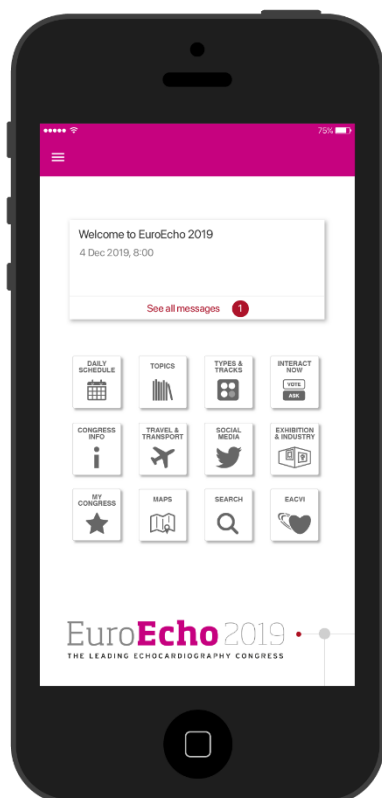 75%
Welcome to EuroEcho 2019
4 Dec 2019, 8:00
See all messages 1
DAILY
SCHEDULE
TOPICS
TYPES &
TRACKS
INTERACT
NOW
VOTE
ASK
CONGRESS
INFO
TRAVEL &
TRANSPORT
SOCIAL
MEDIA
EXHIBITION
& INDUSTRY
MY
CONGRESS
MAPS
SEARCH
EACVI
EuroEcho 2019
THE LEADING ECHOCARDIOGRAPHY CONGRESS